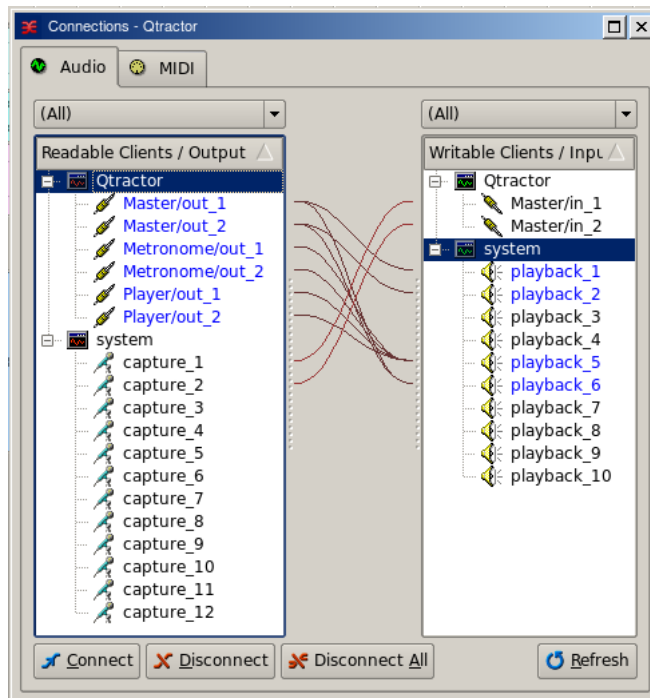 Connections - Qtractor
Audio
MIDI
(All)
(All)
Readable Clients / Output
Qtractor
Master/out_1
Master/out_2
Metronome/out_1
Metronome/out_2
Player/out_1
Player/out_2
system
capture_1
capture_2
capture_3
capture_4
capture_5
capture_6
capture_7
capture_8
capture_9
capture_10
capture_11
capture_12
Writable Clients / Inpu
Qtractor
Master/in_1
Master/in_2
system
playback_1
playback_2
playback_3
playback_4
playback_5
playback_6
playback_7
playback_8
playback_9
playback_10
Connect
Disconnect
Disconnect All
Refresh